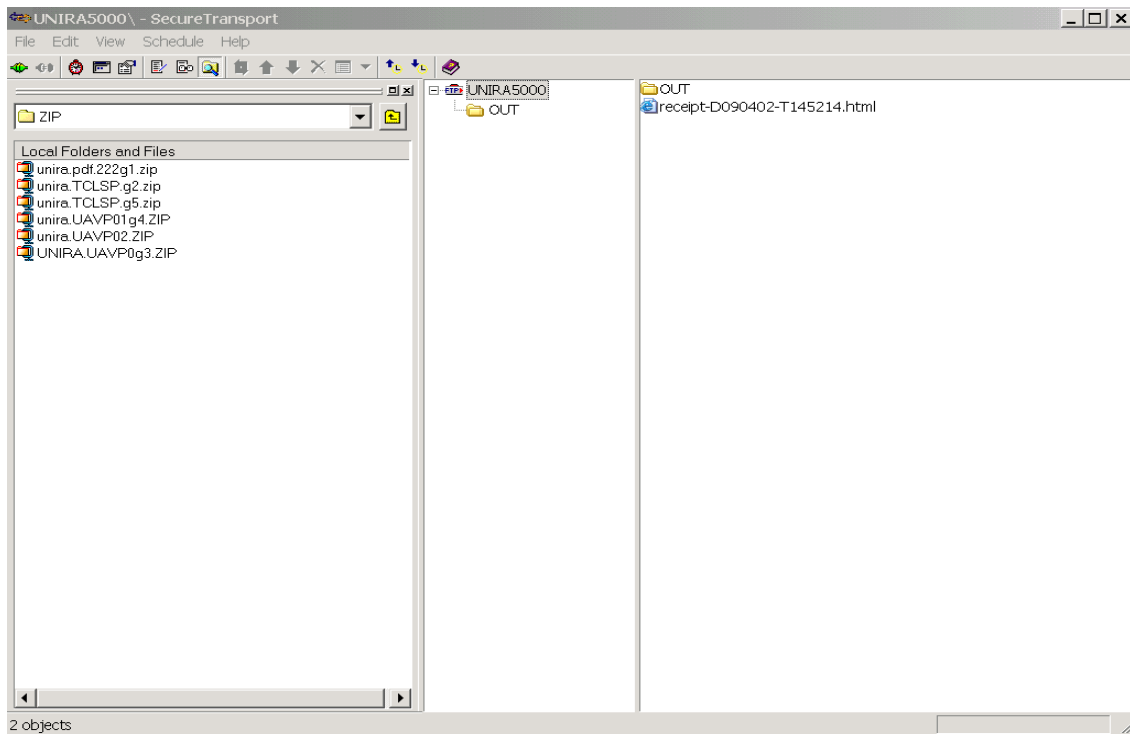 UNIRA5000\ - SecureTransport
File Edit View Schedule Help
ZIP
Local Folders and Files
unira.pdf.222g1.zip
unira.TCLSP.g2.zip
unira.TCLSP.g5.zip
unira.UAVP01g4.ZIP
unira.UAVP02.ZIP
UNIRA.UAVP0g3.ZIP
UNIRA5000
OUT
OUT
receipt-D090402-T145214.html
2 objects